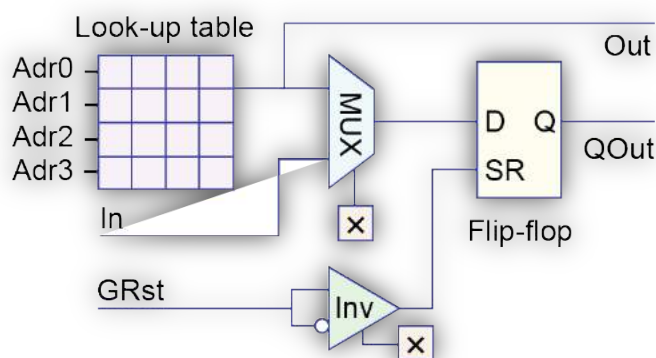 Look-up table
Out
Adr0
Adr1
Adr2
Adr3
MUX
D Q
QOut
SR
In
×
Flip-flop
GRst
Inv
×